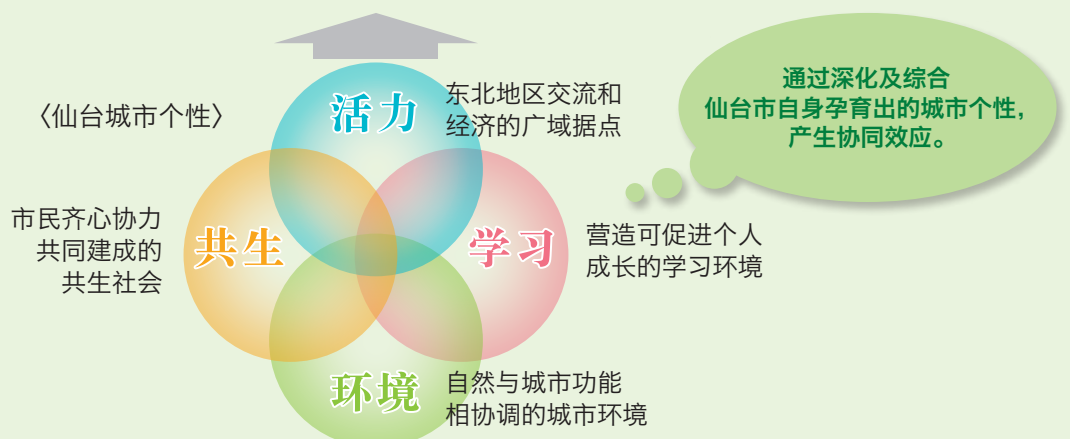 〈仙台城市个性〉
活力
东北地区交流和
经济的广域据点
通过深化及综合
仙台市自身孕育出的城市个性，
产生协同效应。
市民齐心协力
共同建成的
共生社会
共生
学习
营造可促进个人
成长的学习环境
环境
自然与城市功能
相协调的城市环境